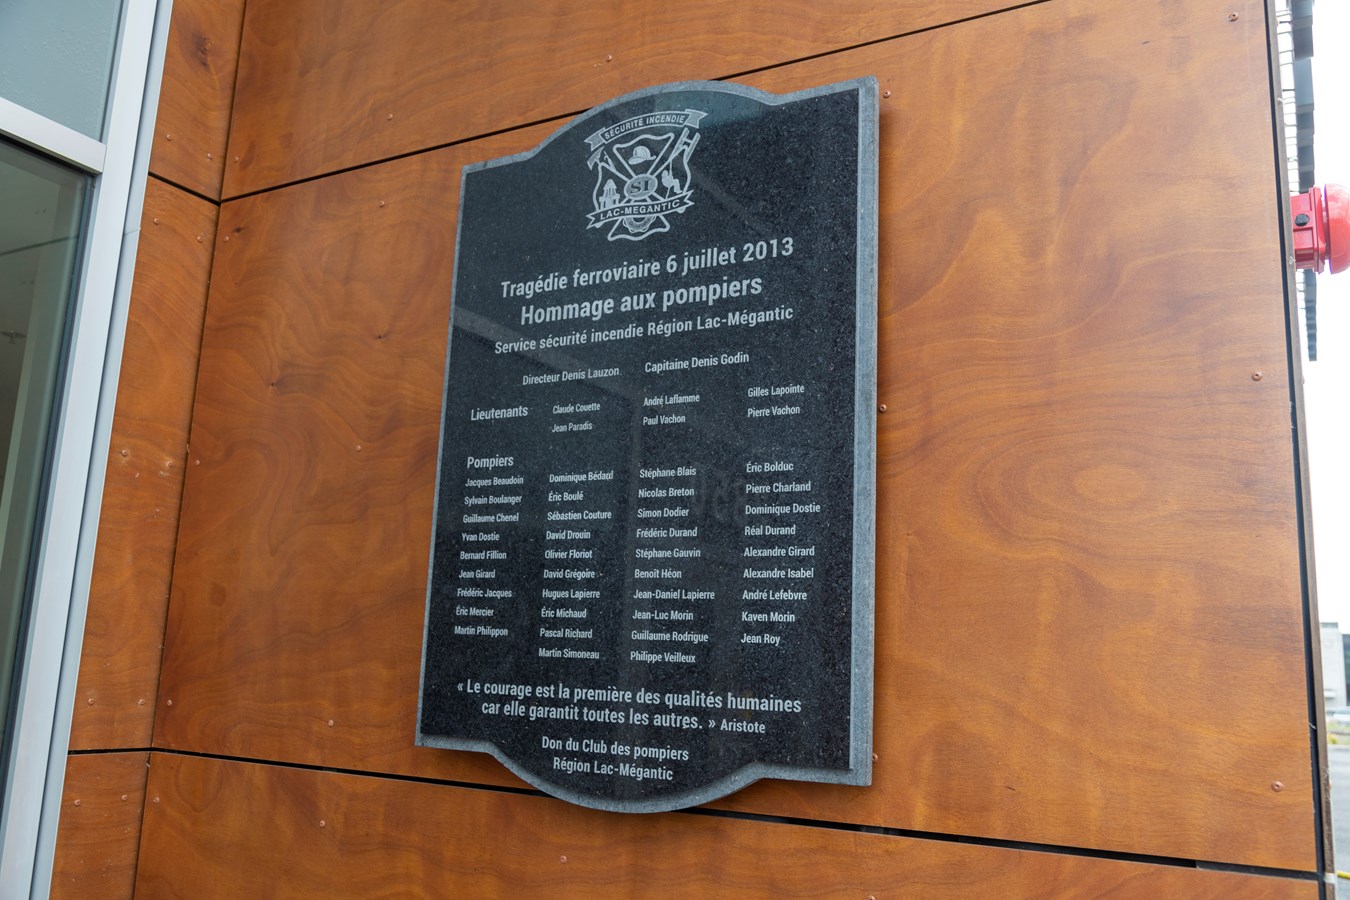 SÉCURITÉ INCENDIE
SI
LAC-MÉGANTIC
Tragédie ferroviaire 6 juillet 2013
Hommage aux pompiers
Service sécurité incendie Région Lac-Mégantic
Directeur Denis Lauzon Capitaine Denis Godin
Lieutenants Claude Couette André Laflamme Gilles Lapointe
Jean Paradis Paul Vachon Pierre Vachon
Pompiers
Jacques Beaudoin Dominique Bédard Stéphane Blais Éric Bolduc
Sylvain Boulanger Éric Boulé Nicolas Breton Pierre Charland
Guillaume Chenel Sébastien Couture Simon Dodier Dominique Dostie
Yvan Dostie David Drouin Frédéric Durand Réal Durand
Bernard Fillion Olivier Floriot Stéphane Gauvin Alexandre Girard
Jean Girard David Grégoire Benoît Héon Alexandre Isabel
Frédéric Jacques Hugues Lapierre Jean-Daniel Lapierre André Lefebvre
Éric Mercier Éric Michaud Jean-Luc Morin Kaven Morin
Martin Philippon Pascal Richard Guillaume Rodrigue Jean Roy
Martin Simoneau Philippe Veilleux
« Le courage est la première des qualités humaines
car elle garantit toutes les autres. » Aristote
Don du Club des pompiers
Région Lac-Mégantic